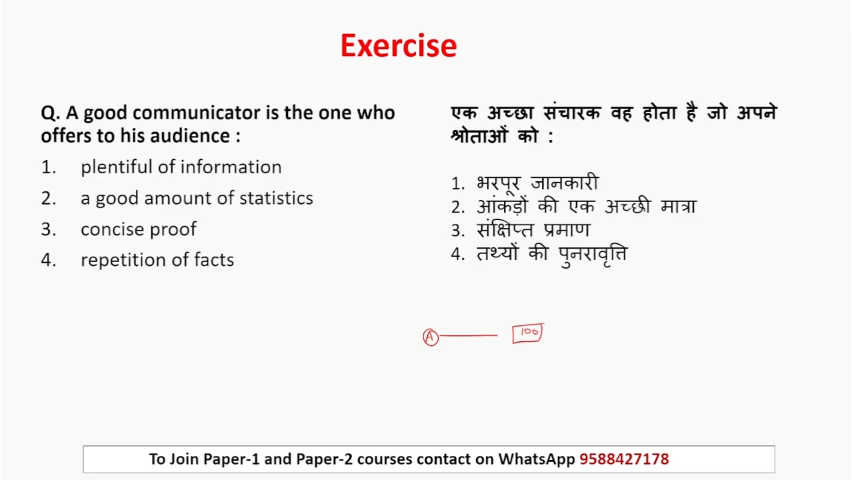 Exercise
Q. A good communicator is the one who
offers to his audience :
1. plentiful of information
2. a good amount of statistics
3. concise proof
4. repetition of facts
एक अच्छा संचारक वह होता है जो अपने
श्रोताओं को :
1. भरपूर जानकारी
2. आंकड़ों की एक अच्छी मात्रा
3. संक्षिप्त प्रमाण
4. तथ्यों की पुनरावृत्ति
A 100
To Join Paper-1 and Paper-2 courses contact on WhatsApp 9588427178